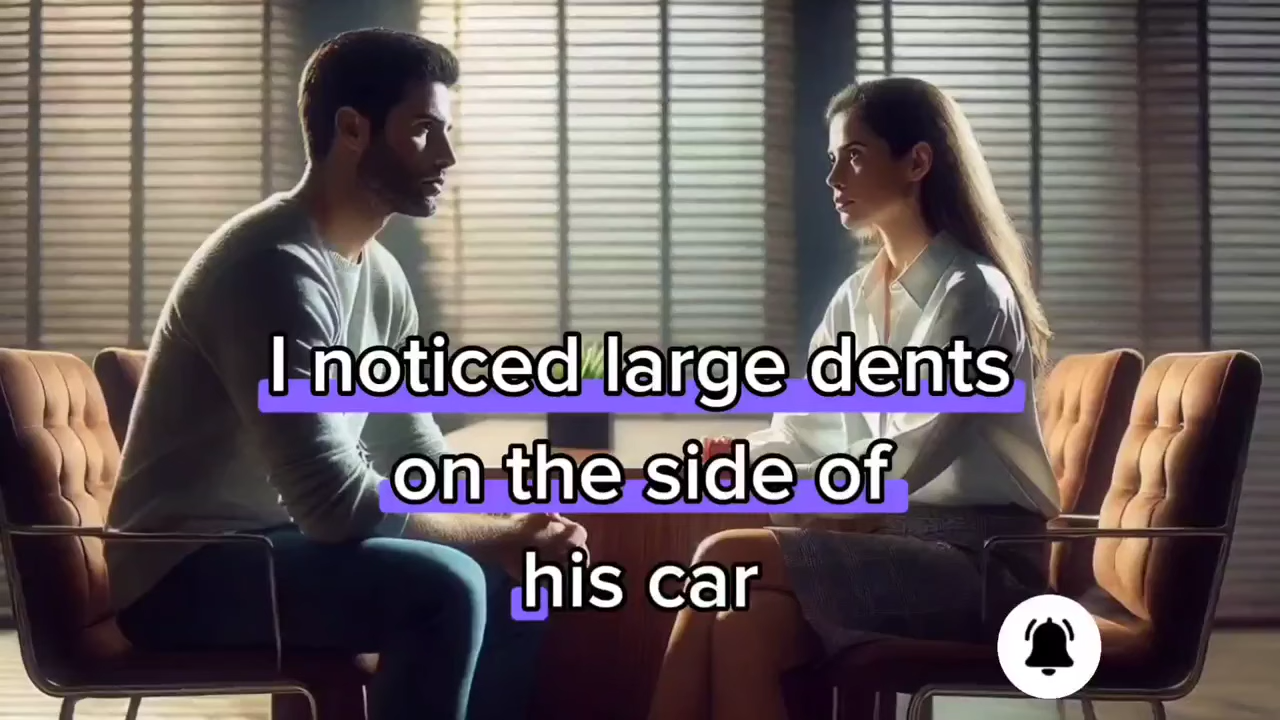 I noticed large dents
on the side of
his car